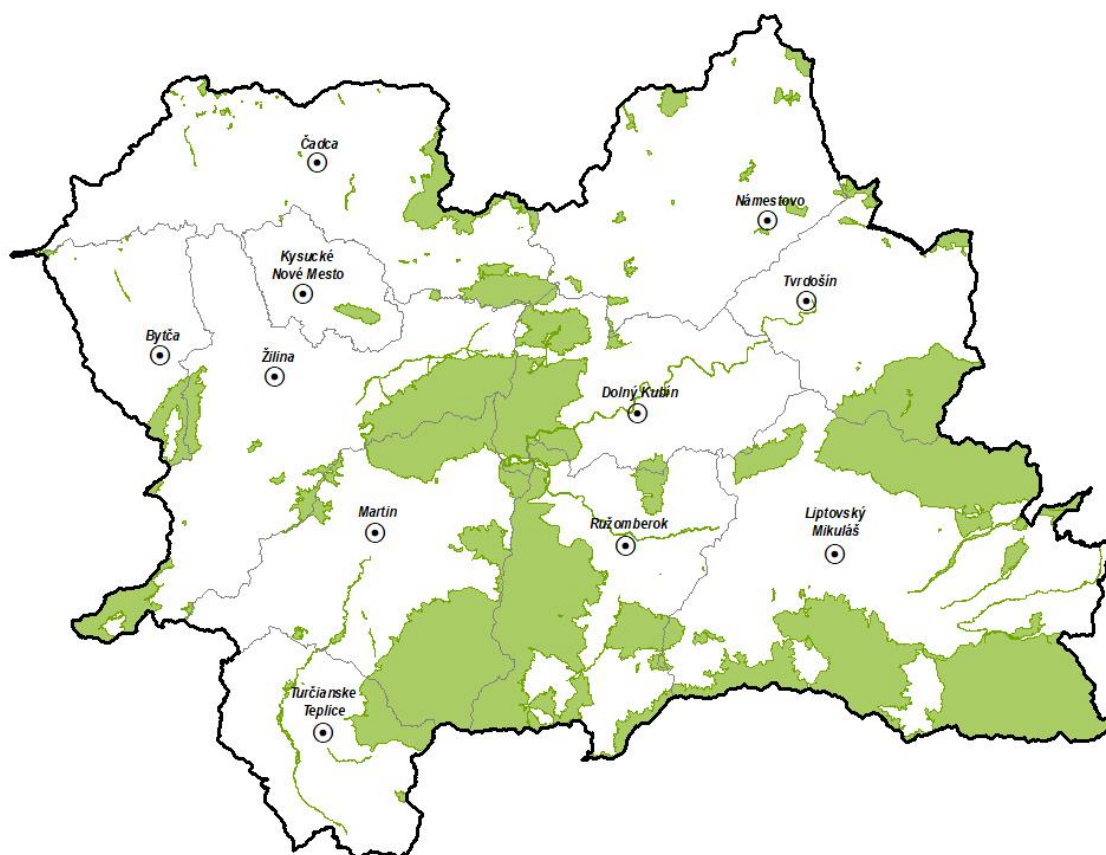 Čadca
Námestovo
Kysucké
Nové Mesto
Tvrdošín
Bytča
Žilina
Dolný Kubín
Martin
Ružomberok
Liptovský
Mikuláš
Turčianske
Teplice